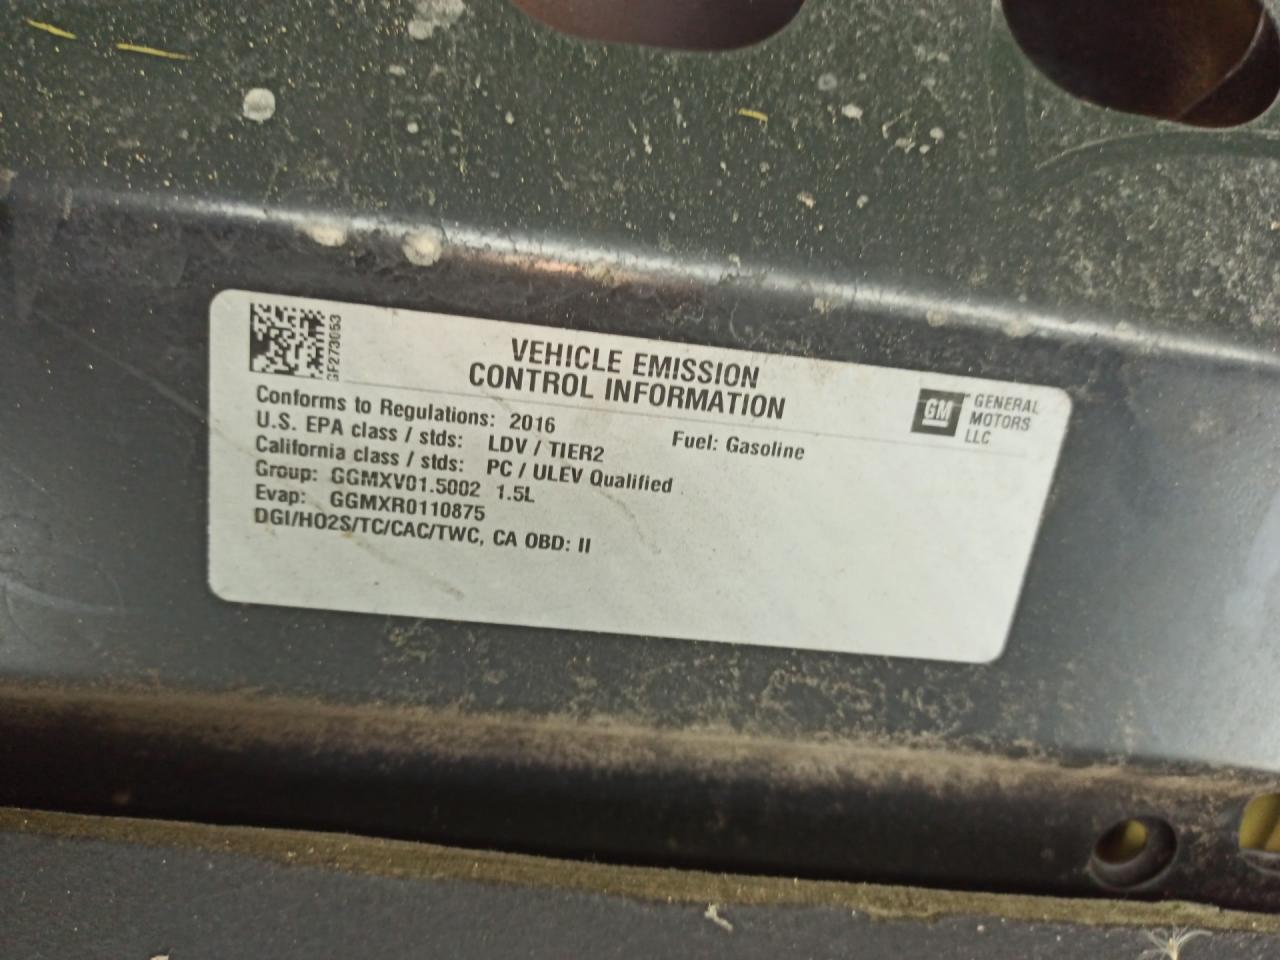 GF273053
VEHICLE EMISSION
CONTROL INFORMATION
GM
GENERAL
MOTORS
LLC
Conforms to Regulations: 2016
Fuel: Gasoline
U.S. EPA class / stds: LDV / TIER2
California class / stds: PC / ULEV Qualified
Group: GGMXV01.5002 1.5L
Evap: GGMXR0110875
DGI/HO2S/TC/CAC/TWC, CA OBD: II